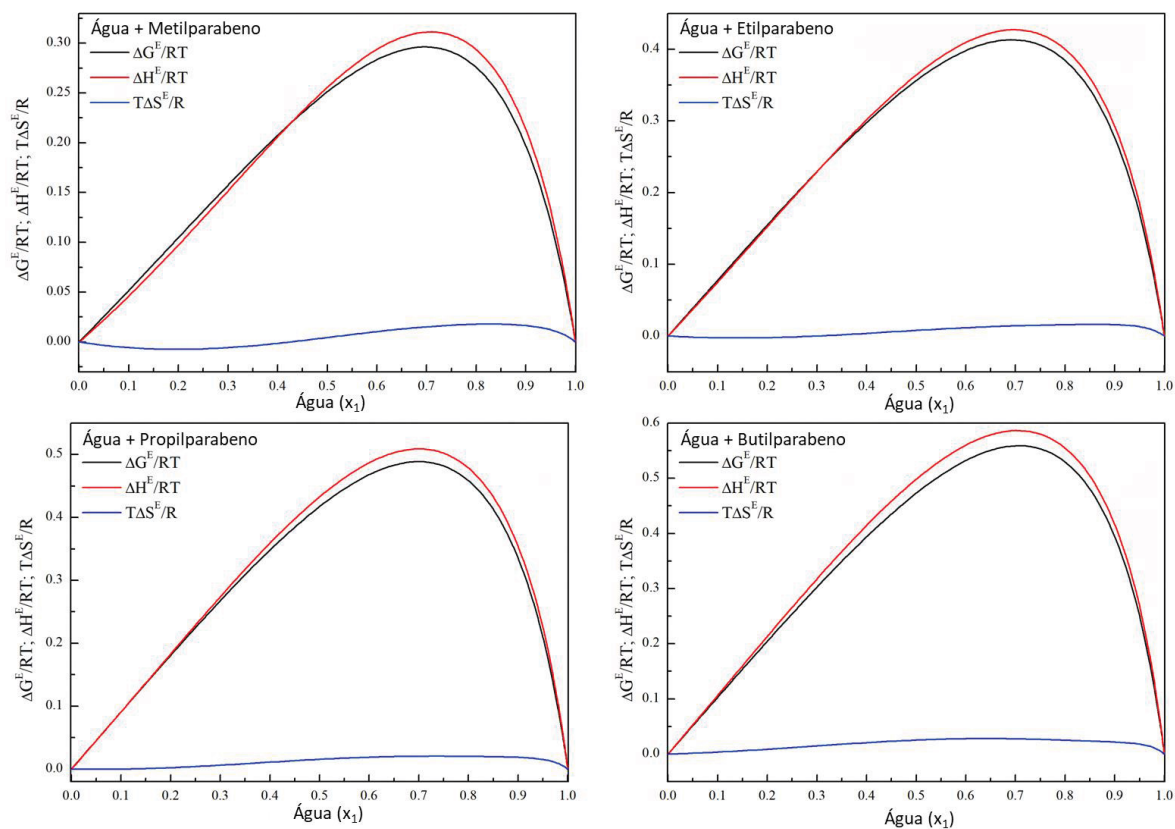 Água + Metilparabeno
ΔG^E/RT
ΔH^E/RT
TΔS^E/R
ΔG^E/RT; ΔH^E/RT; TΔS^E/R
0.30
0.25
0.20
0.15
0.10
0.05
0.00
0.0 0.1 0.2 0.3 0.4 0.5 0.6 0.7 0.8 0.9 1.0
Água (x₁)
Água + Etilparabeno
ΔG^E/RT
ΔH^E/RT
TΔS^E/R
ΔG^E/RT; ΔH^E/RT; TΔS^E/R
0.4
0.3
0.2
0.1
0.0
0.0 0.1 0.2 0.3 0.4 0.5 0.6 0.7 0.8 0.9 1.0
Água (x₁)
Água + Propilparabeno
ΔG^E/RT
ΔH^E/RT
TΔS^E/R
ΔG^E/RT; ΔH^E/RT; TΔS^E/R
0.5
0.4
0.3
0.2
0.1
0.0
0.0 0.1 0.2 0.3 0.4 0.5 0.6 0.7 0.8 0.9 1.0
Água (x₁)
Água + Butilparabeno
ΔG^E/RT
ΔH^E/RT
TΔS^E/R
ΔG^E/RT; ΔH^E/RT; TΔS^E/R
0.6
0.5
0.4
0.3
0.2
0.1
0.0
0.0 0.1 0.2 0.3 0.4 0.5 0.6 0.7 0.8 0.9 1.0
Água (x₁)